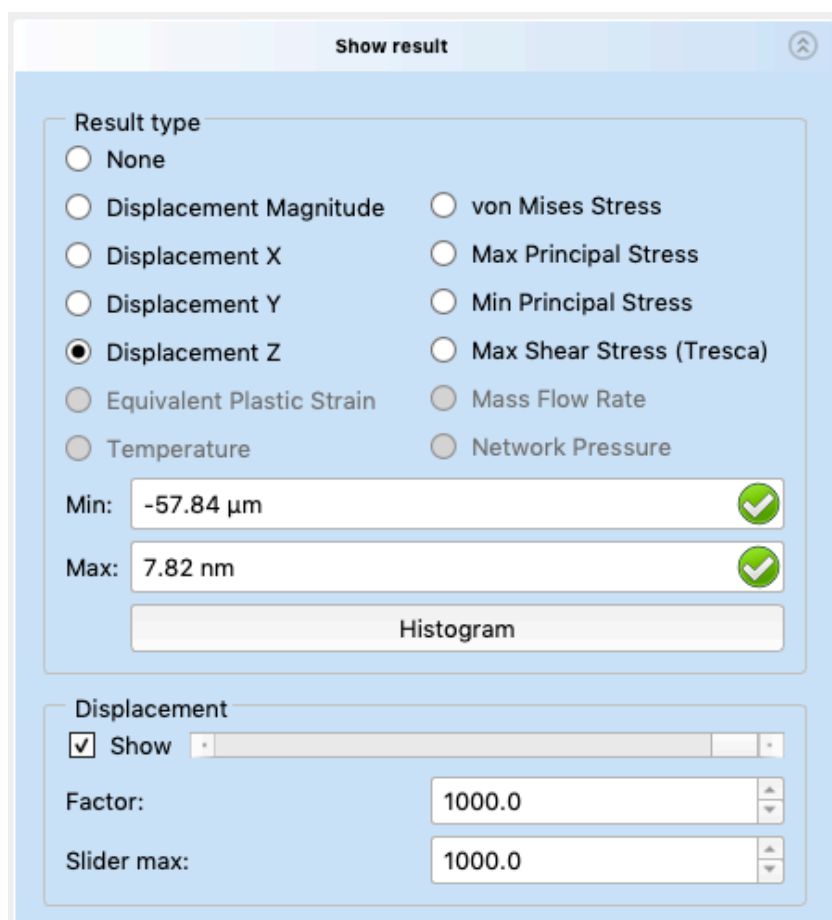 Show result
Result type
None
Displacement Magnitude
von Mises Stress
Displacement X
Max Principal Stress
Displacement Y
Min Principal Stress
Displacement Z
Max Shear Stress (Tresca)
Equivalent Plastic Strain
Mass Flow Rate
Temperature
Network Pressure
Min: -57.84 µm
Max: 7.82 nm
Histogram
Displacement
Show
Factor: 1000.0
Slider max: 1000.0